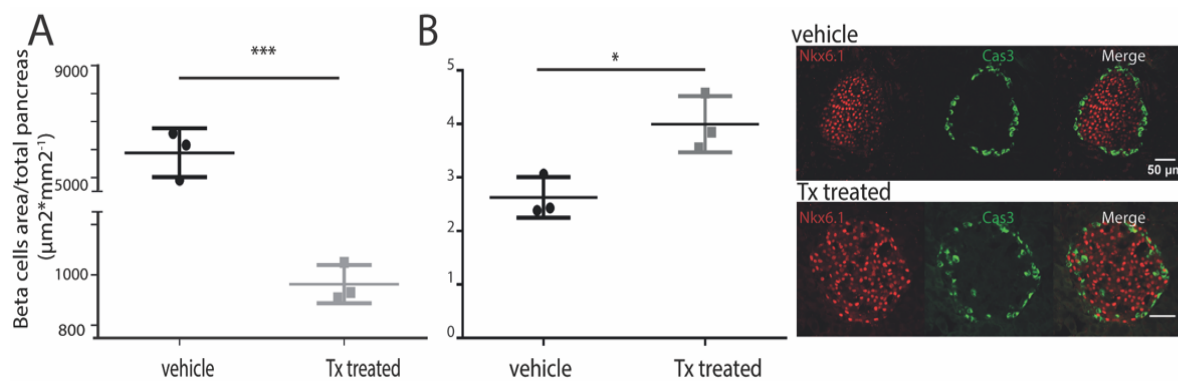 A
B
***
*
Beta cells area/total pancreas
(µm2*mm2⁻¹)
9000
5000
1000
800
vehicle
Tx treated
5
4
3
2
1
0
vehicle
Tx treated
vehicle
Nkx6.1
Cas3
Merge
50 µm
Tx treated
Nkx6.1
Cas3
Merge